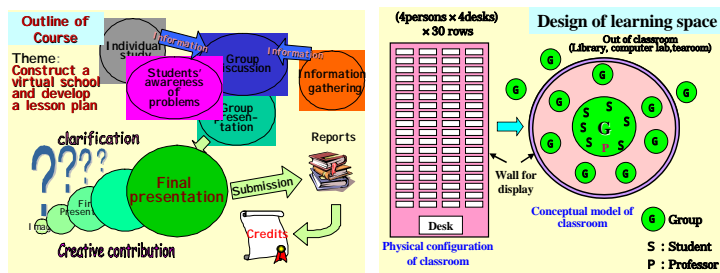 Outline of
Course
Theme:
Construct a
virtual school
and develop
a lesson plan
Individual
study
Information
Group
Information
Students'
awareness
of
problems
Information
gathering
Group
tation
clarification
Reports
Final
presentation
Submission
Credits
Creative contribution
Design of learning space
(4persons × 4desks)
× 30 rows
Out of classroom
(Library, computer lab,tearoom)
G
G
G
G
G
G
G
G
G
G
S
S
S
S
S
G
P
Wall for
display
Desk
Physical configuration
of classroom
Conceptual model of
classroom
G Group
S : Student
P : Professor